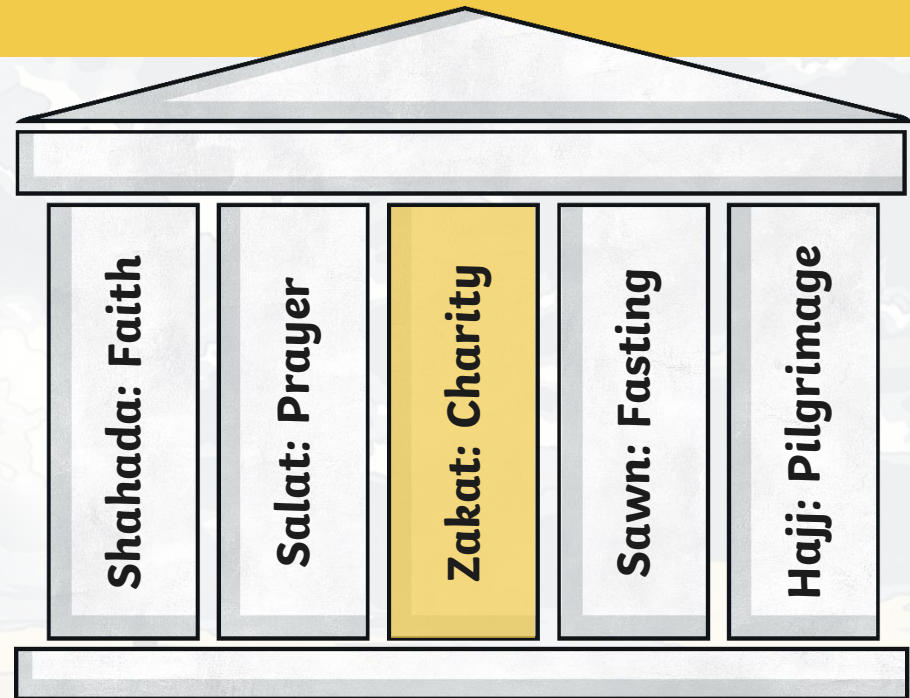 Shahada: Faith
Salat: Prayer
Zakat: Charity
Sawn: Fasting
Hajj: Pilgrimage